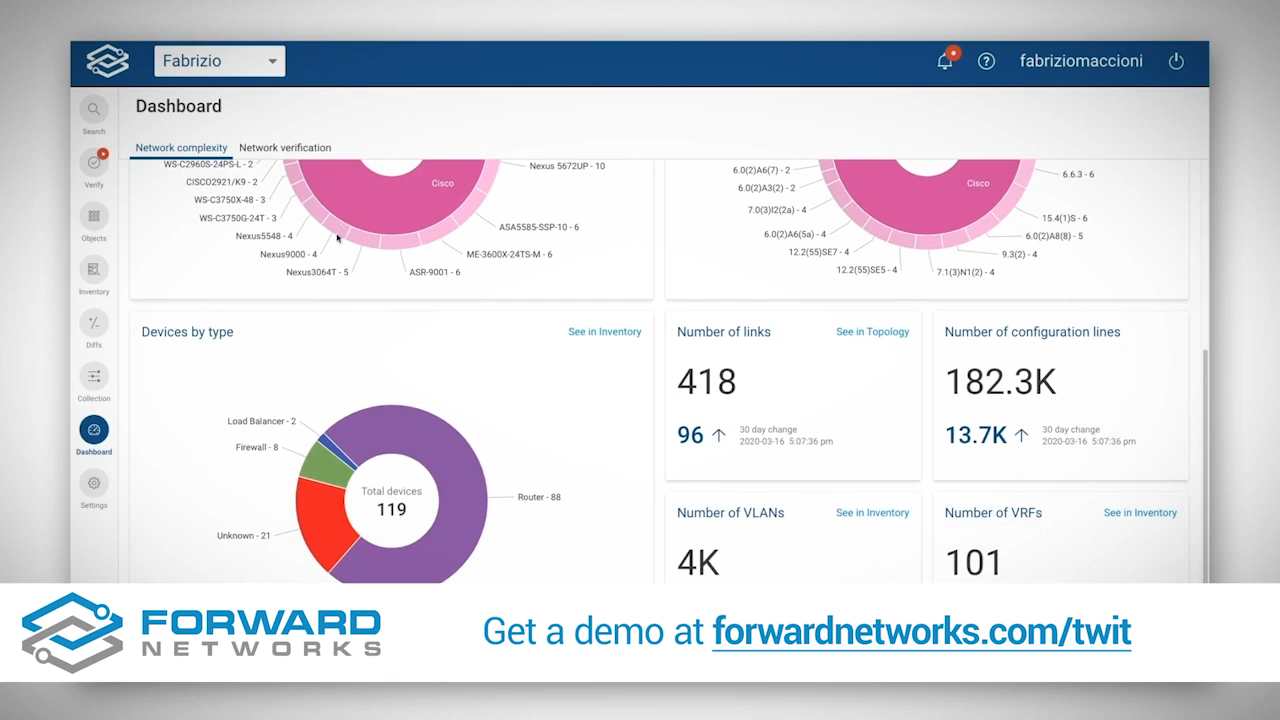 Fabrizio
fabriziomaccioni
Dashboard
Network complexity
Network verification
Search
Verify
Objects
Inventory
Diffs
Collection
Dashboard
Settings
WS-C2960S-24PS-L - 2
CISCO2921/K9 - 2
WS-C3750X-48 - 3
WS-C3750G-24T - 3
Nexus5548 - 4
Nexus9000 - 4
Nexus3064T - 5
ASR-9001 - 6
ME-3600X-24TS-M - 6
ASA5585-SSP-10 - 6
Nexus 5672UP - 10
Cisco
6.0(2)A6(7) - 2
6.0(2)A3(2) - 2
7.0(3)I2(2a) - 4
6.0(2)A6(5a) - 4
12.2(55)SE7 - 4
12.2(55)SE5 - 4
7.1(3)N1(2) - 4
9.3(2) - 4
6.0(2)A8(8) - 5
15.4(1)S - 6
6.6.3 - 6
Cisco
Devices by type
See in Inventory
Load Balancer - 2
Firewall - 8
Unknown - 21
Router - 88
Total devices
119
Number of links
See in Topology
418
96
30 day change
2020-03-16 5:07:36 pm
Number of configuration lines
182.3K
13.7K
30 day change
2020-03-16 5:07:36 pm
Number of VLANs
See in Inventory
4K
Number of VRFs
See in Inventory
101
FORWARD
NETWORKS
Get a demo at forwardnetworks.com/twit